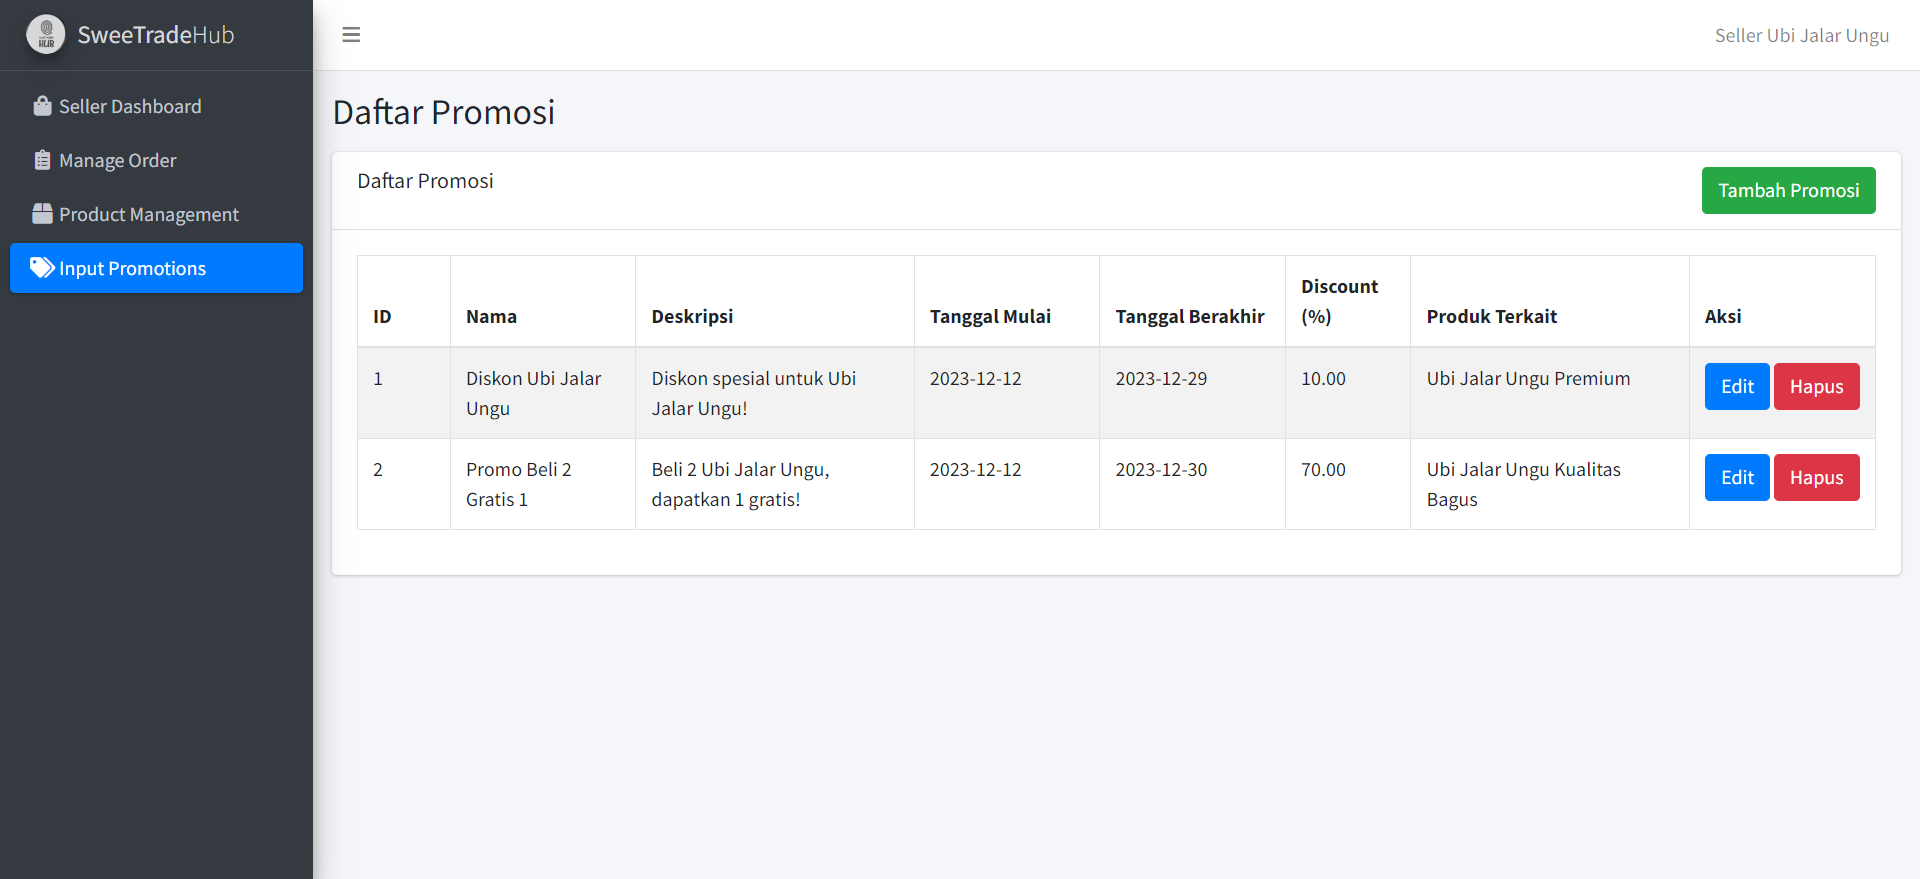 SweeTradeHub
Seller Ubi Jalar Ungu
Seller Dashboard
Manage Order
Product Management
Input Promotions
Daftar Promosi
Daftar Promosi
Tambah Promosi
ID
Nama
Deskripsi
Tanggal Mulai
Tanggal Berakhir
Discount
(%)
Produk Terkait
Aksi
1
Diskon Ubi Jalar
Ungu
Diskon spesial untuk Ubi
Jalar Ungu!
2023-12-12
2023-12-29
10.00
Ubi Jalar Ungu Premium
Edit
Hapus
2
Promo Beli 2
Gratis 1
Beli 2 Ubi Jalar Ungu,
dapatkan 1 gratis!
2023-12-12
2023-12-30
70.00
Ubi Jalar Ungu Kualitas
Bagus
Edit
Hapus